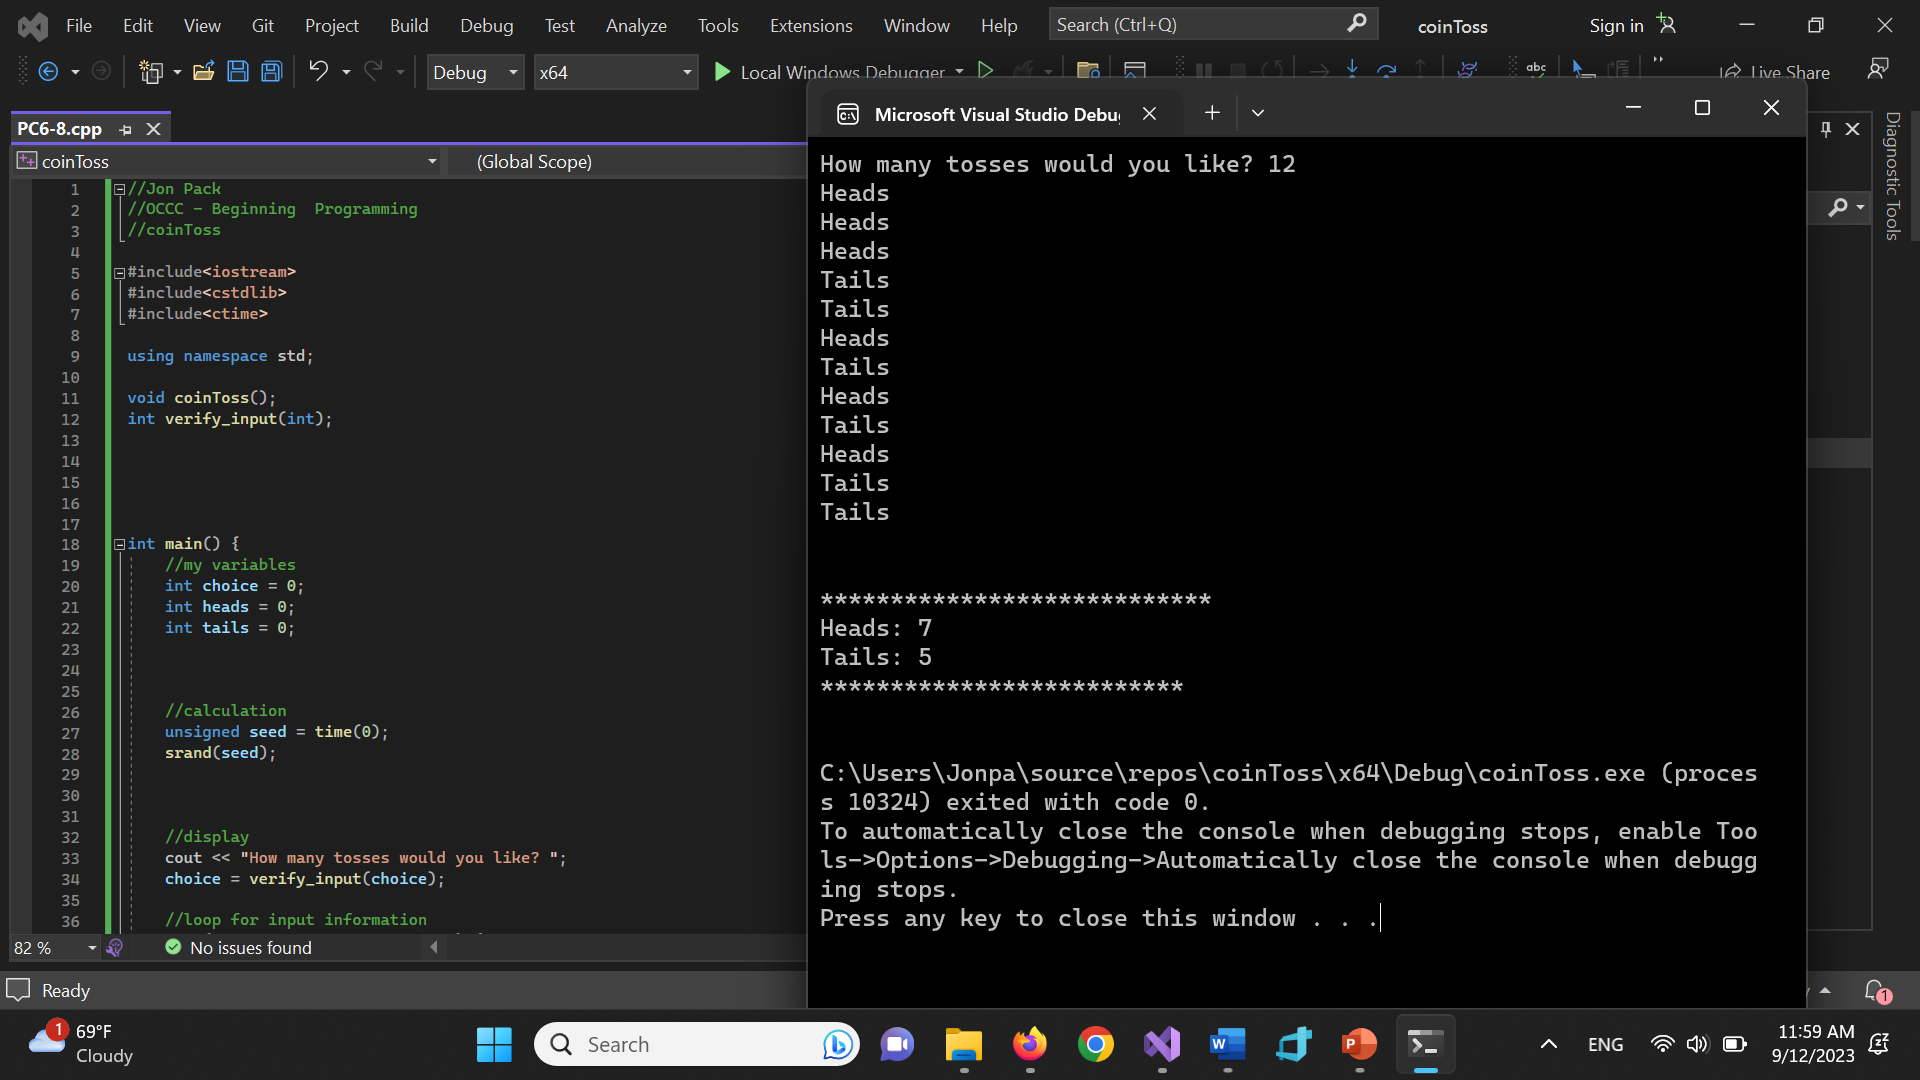 File Edit View Git Project Build Debug Test Analyze Tools Extensions Window Help Search (Ctrl+Q) coinToss Sign in
Debug x64 Local Windows Debugger abc Live Share
PC6-8.cpp
coinToss (Global Scope)
1 //Jon Pack
2 //OCCC - Beginning  Programming
3 //coinToss
4
5 #include<iostream>
6 #include<cstdlib>
7 #include<ctime>
8
9 using namespace std;
10
11 void coinToss();
12 int verify_input(int);
13
14
15
16
17
18 int main() {
19 //my variables
20 int choice = 0;
21 int heads = 0;
22 int tails = 0;
23
24
25
26 //calculation
27 unsigned seed = time(0);
28 srand(seed);
29
30
31
32 //display
33 cout << "How many tosses would you like? ";
34 choice = verify_input(choice);
35
36 //loop for input information
82 % No issues found
Ready
Microsoft Visual Studio Debu
How many tosses would you like? 12
Heads
Heads
Heads
Tails
Tails
Heads
Tails
Heads
Tails
Heads
Tails
Tails
****************************
Heads: 7
Tails: 5
**************************
C:\Users\Jonpa\source\repos\coinToss\x64\Debug\coinToss.exe (proces
s 10324) exited with code 0.
To automatically close the console when debugging stops, enable Too
ls->Options->Debugging->Automatically close the console when debugg
ing stops.
Press any key to close this window . . .
Diagnostic Tools
1
1 69°F
Cloudy
Search
W
P
ENG
11:59 AM
9/12/2023